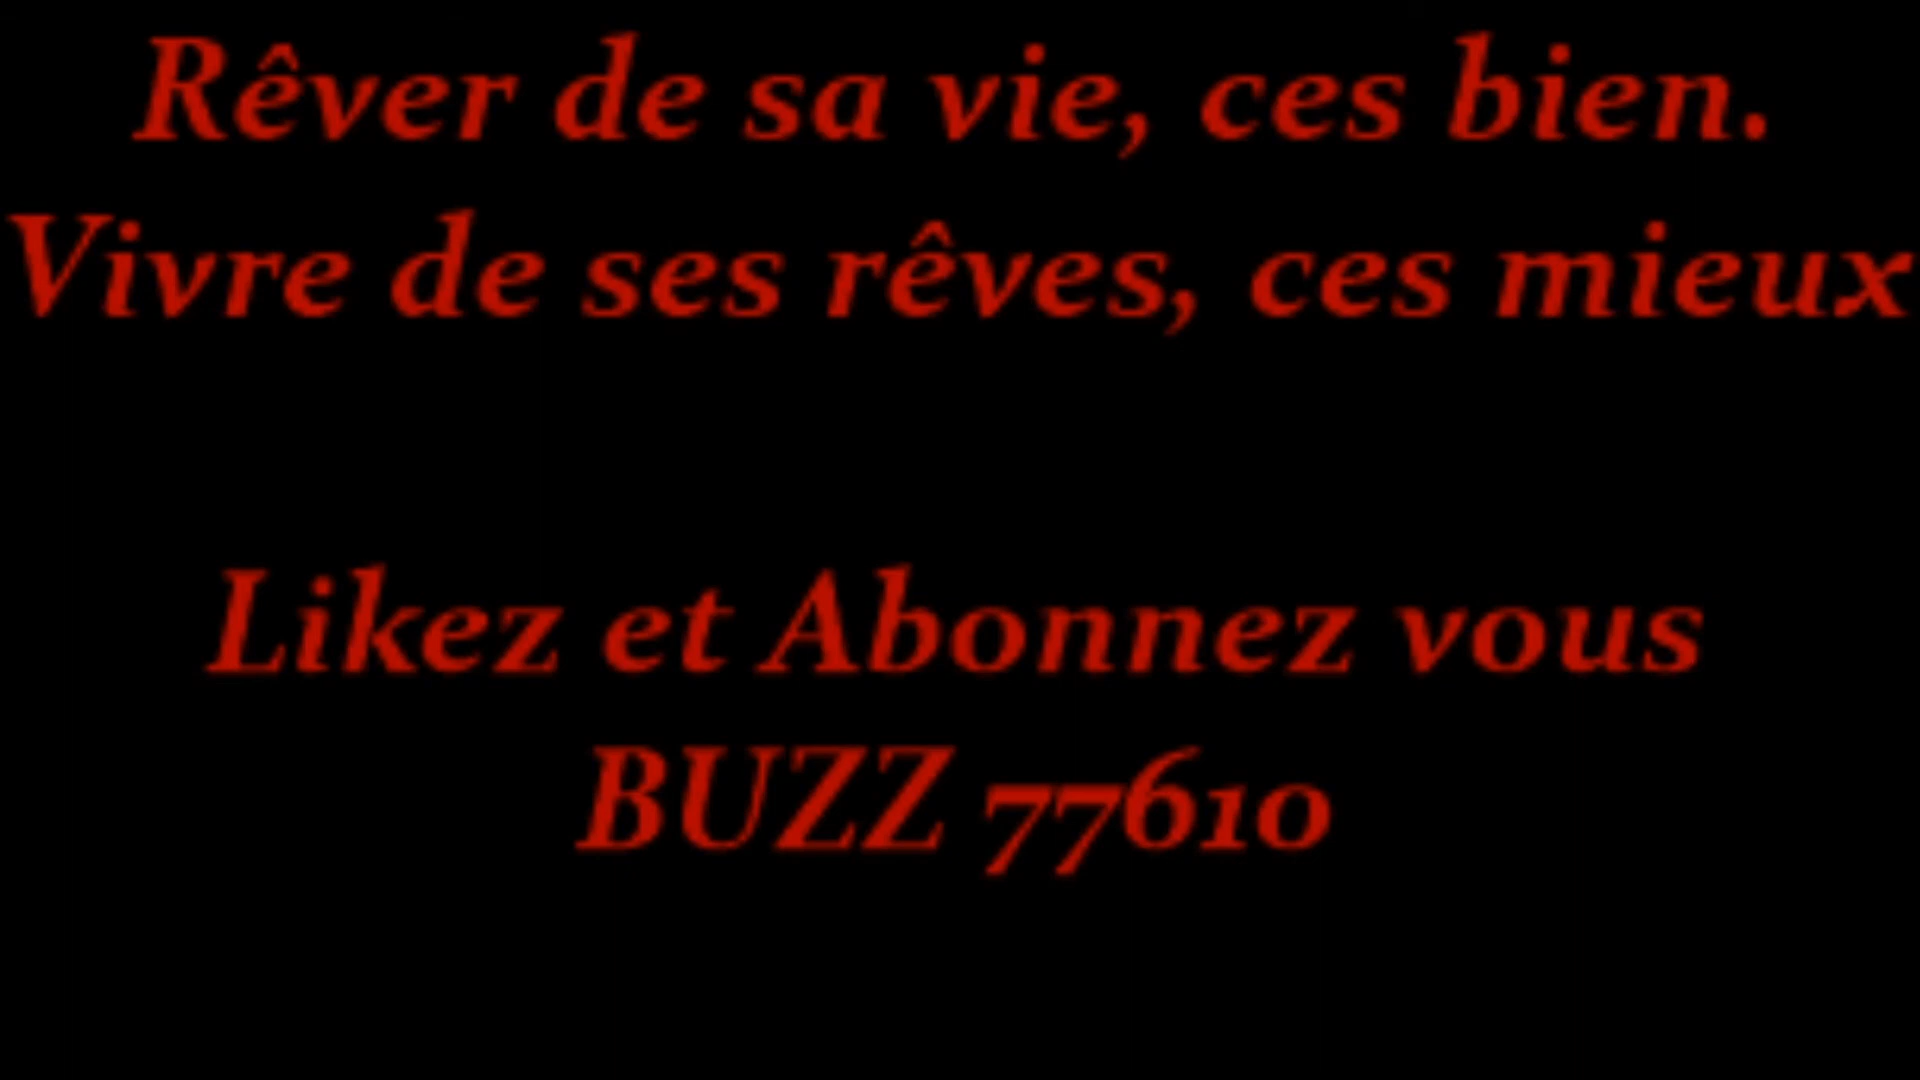 Rêver de sa vie, ces bien.
Vivre de ses rêves, ces mieux
Likez et Abonnez vous
BUZZ 77610